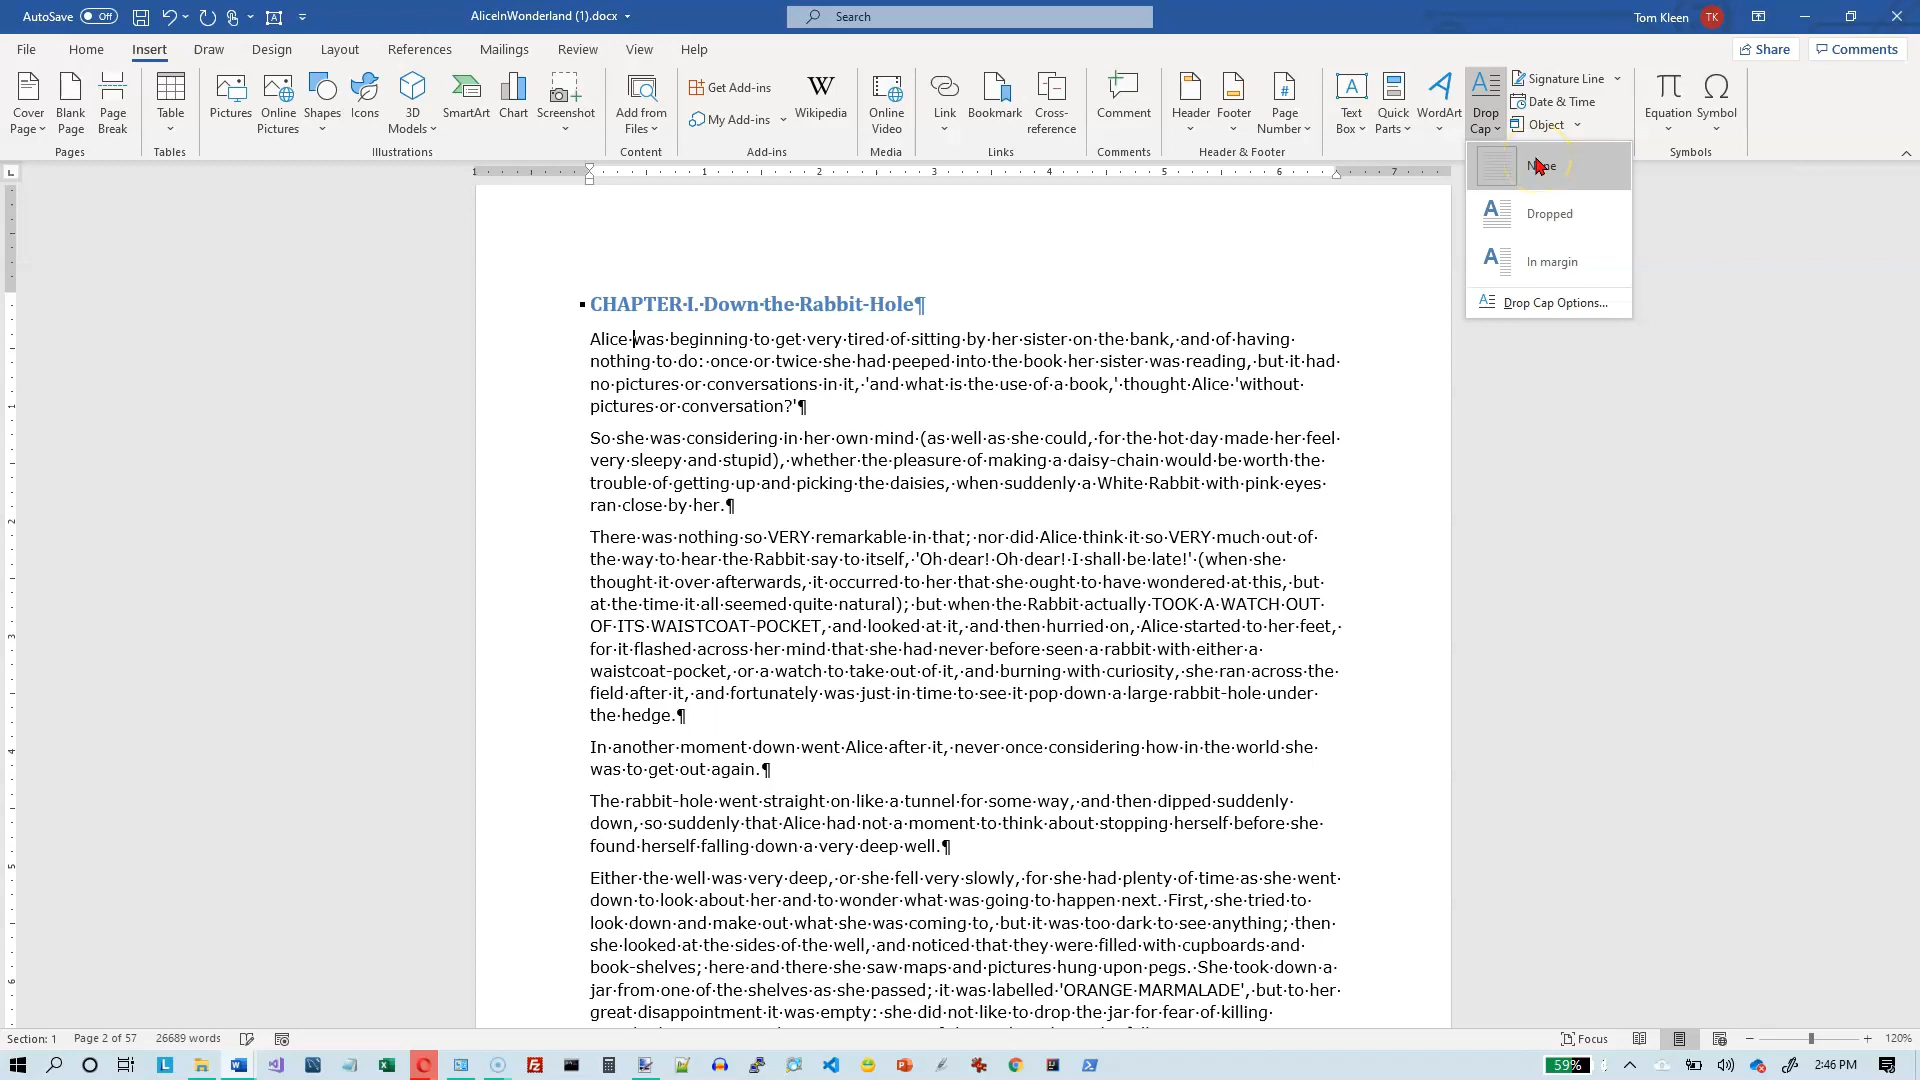 AutoSave Off
AliceInWonderland (1).docx
Search
Tom Kleen
TK
File Home Insert Draw Design Layout References Mailings Review View Help
Share
Comments
Cover Page
Blank Page
Page Break
Table
Pictures
Online Pictures
Shapes
Icons
3D Models
SmartArt
Chart
Screenshot
Add from Files
Get Add-ins
My Add-ins
Wikipedia
Online Video
Link
Bookmark
Cross-reference
Comment
Header
Footer
Page Number
Text Box
Quick Parts
WordArt
Drop Cap
Signature Line
Date & Time
Object
Equation
Symbol
Pages
Tables
Illustrations
Content
Add-ins
Media
Links
Comments
Header & Footer
Symbols
Dropped
In margin
Drop Cap Options...
1 1 2 3 4 5 6 7
CHAPTER·I.·Down·the·Rabbit-Hole¶
Alice·was·beginning·to·get·very·tired·of·sitting·by·her·sister·on·the·bank,·and·of·having·
nothing·to·do:·once·or·twice·she·had·peeped·into·the·book·her·sister·was·reading,·but·it·had·
no·pictures·or·conversations·in·it,·'and·what·is·the·use·of·a·book,'·thought·Alice·'without·
pictures·or·conversation?'¶
So·she·was·considering·in·her·own·mind·(as·well·as·she·could,·for·the·hot·day·made·her·feel·
very·sleepy·and·stupid),·whether·the·pleasure·of·making·a·daisy-chain·would·be·worth·the·
trouble·of·getting·up·and·picking·the·daisies,·when·suddenly·a·White·Rabbit·with·pink·eyes·
ran·close·by·her.¶
There·was·nothing·so·VERY·remarkable·in·that;·nor·did·Alice·think·it·so·VERY·much·out·of·
the·way·to·hear·the·Rabbit·say·to·itself,·'Oh·dear!·Oh·dear!·I·shall·be·late!'·(when·she·
thought·it·over·afterwards,·it·occurred·to·her·that·she·ought·to·have·wondered·at·this,·but·
at·the·time·it·all·seemed·quite·natural);·but·when·the·Rabbit·actually·TOOK·A·WATCH·OUT·
OF·ITS·WAISTCOAT-POCKET,·and·looked·at·it,·and·then·hurried·on,·Alice·started·to·her·feet,·
for·it·flashed·across·her·mind·that·she·had·never·before·seen·a·rabbit·with·either·a·
waistcoat-pocket,·or·a·watch·to·take·out·of·it,·and·burning·with·curiosity,·she·ran·across·the·
field·after·it,·and·fortunately·was·just·in·time·to·see·it·pop·down·a·large·rabbit-hole·under·
the·hedge.¶
In·another·moment·down·went·Alice·after·it,·never·once·considering·how·in·the·world·she·
was·to·get·out·again.¶
The·rabbit-hole·went·straight·on·like·a·tunnel·for·some·way,·and·then·dipped·suddenly·
down,·so·suddenly·that·Alice·had·not·a·moment·to·think·about·stopping·herself·before·she·
found·herself·falling·down·a·very·deep·well.¶
Either·the·well·was·very·deep,·or·she·fell·very·slowly,·for·she·had·plenty·of·time·as·she·went·
down·to·look·about·her·and·to·wonder·what·was·going·to·happen·next.·First,·she·tried·to·
look·down·and·make·out·what·she·was·coming·to,·but·it·was·too·dark·to·see·anything;·then·
she·looked·at·the·sides·of·the·well,·and·noticed·that·they·were·filled·with·cupboards·and·
book-shelves;·here·and·there·she·saw·maps·and·pictures·hung·upon·pegs.·She·took·down·a·
jar·from·one·of·the·shelves·as·she·passed;·it·was·labelled·'ORANGE·MARMALADE',·but·to·her·
great·disappointment·it·was·empty:·she·did·not·like·to·drop·the·jar·for·fear·of·killing·
Section: 1 Page 2 of 57 26689 words
Focus
120%
59%
2:46 PM